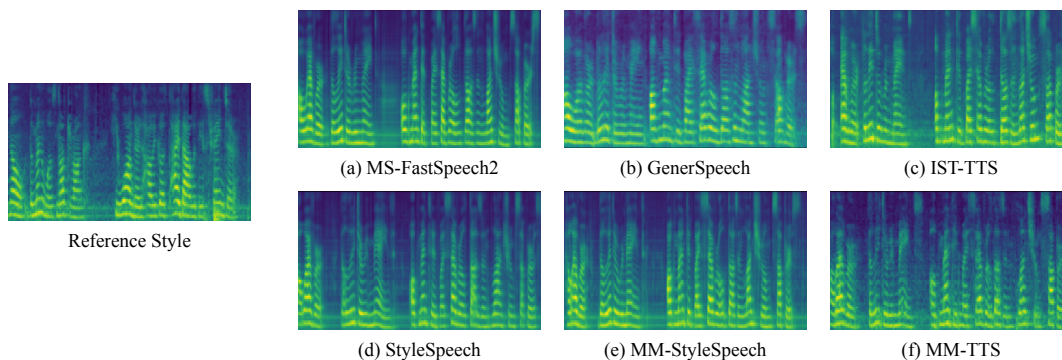 (a) MS-FastSpeech2
(b) GenerSpeech
(c) IST-TTS
Reference Style
(d) StyleSpeech
(e) MM-StyleSpeech
(f) MM-TTS